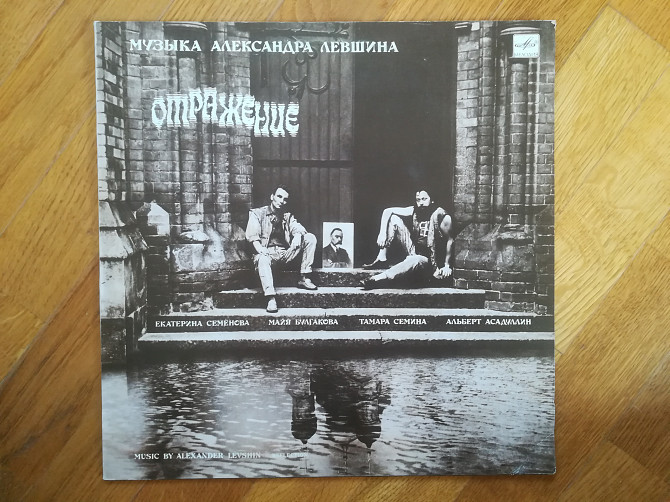 МУЗЫКА АЛЕКСАНДРА ЛЕВШИНА
ОТРАЖЕНИЕ
ЕКАТЕРИНА СЕМЁНОВА МАЙЯ БУЛГАКОВА ТАМАРА СЕМИНА АЛЬБЕРТ АСАДУЛЛИН
MUSIC BY ALEXANDER LEVSHIN